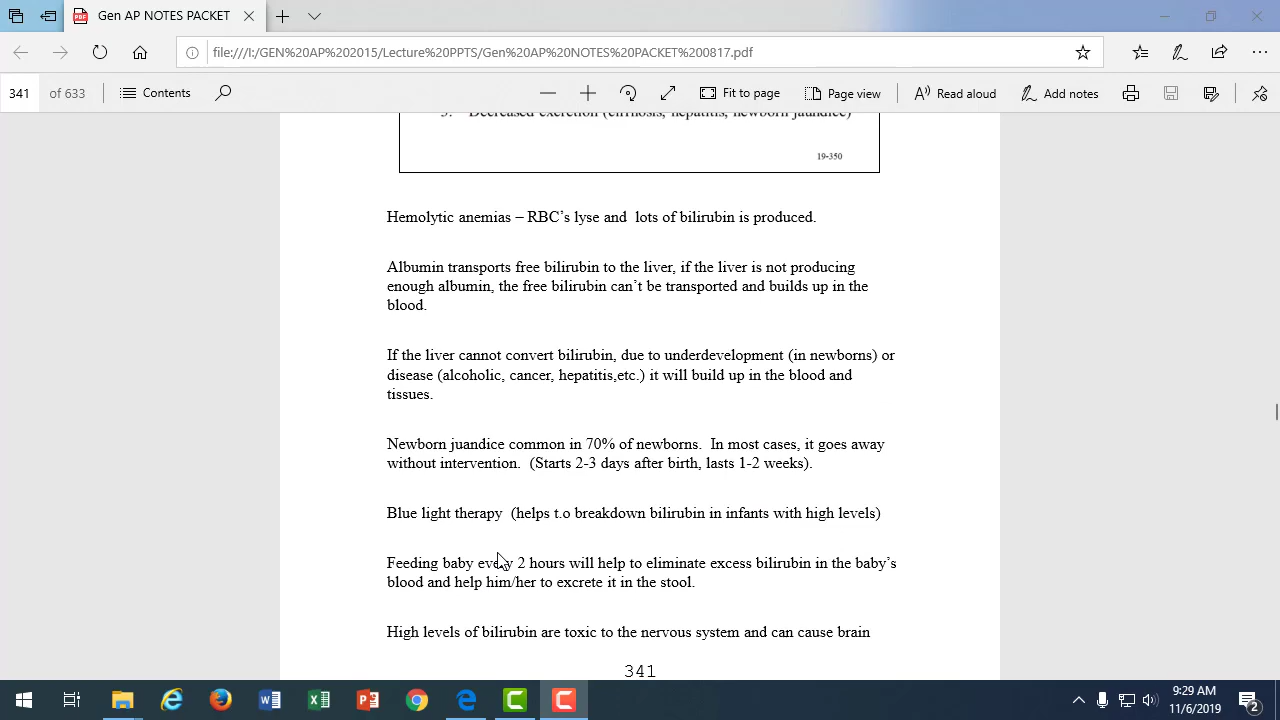 Gen AP NOTES PACKET
file:///I:/GEN%20AP%202015/Lecture%20PPTS/Gen%20AP%20NOTES%20PACKET%200817.pdf
341 of 633 Contents Fit to page Page view Read aloud Add notes
3. Decreased excretion (cirrhosis, hepatitis, newborn jaundice)
19-350
Hemolytic anemias – RBC's lyse and lots of bilirubin is produced.
Albumin transports free bilirubin to the liver, if the liver is not producing
enough albumin, the free bilirubin can't be transported and builds up in the
blood.
If the liver cannot convert bilirubin, due to underdevelopment (in newborns) or
disease (alcoholic, cancer, hepatitis,etc.) it will build up in the blood and
tissues.
Newborn juandice common in 70% of newborns. In most cases, it goes away
without intervention. (Starts 2-3 days after birth, lasts 1-2 weeks).
Blue light therapy (helps t.o breakdown bilirubin in infants with high levels)
Feeding baby every 2 hours will help to eliminate excess bilirubin in the baby's
blood and help him/her to excrete it in the stool.
High levels of bilirubin are toxic to the nervous system and can cause brain
341
9:29 AM
11/6/2019
2